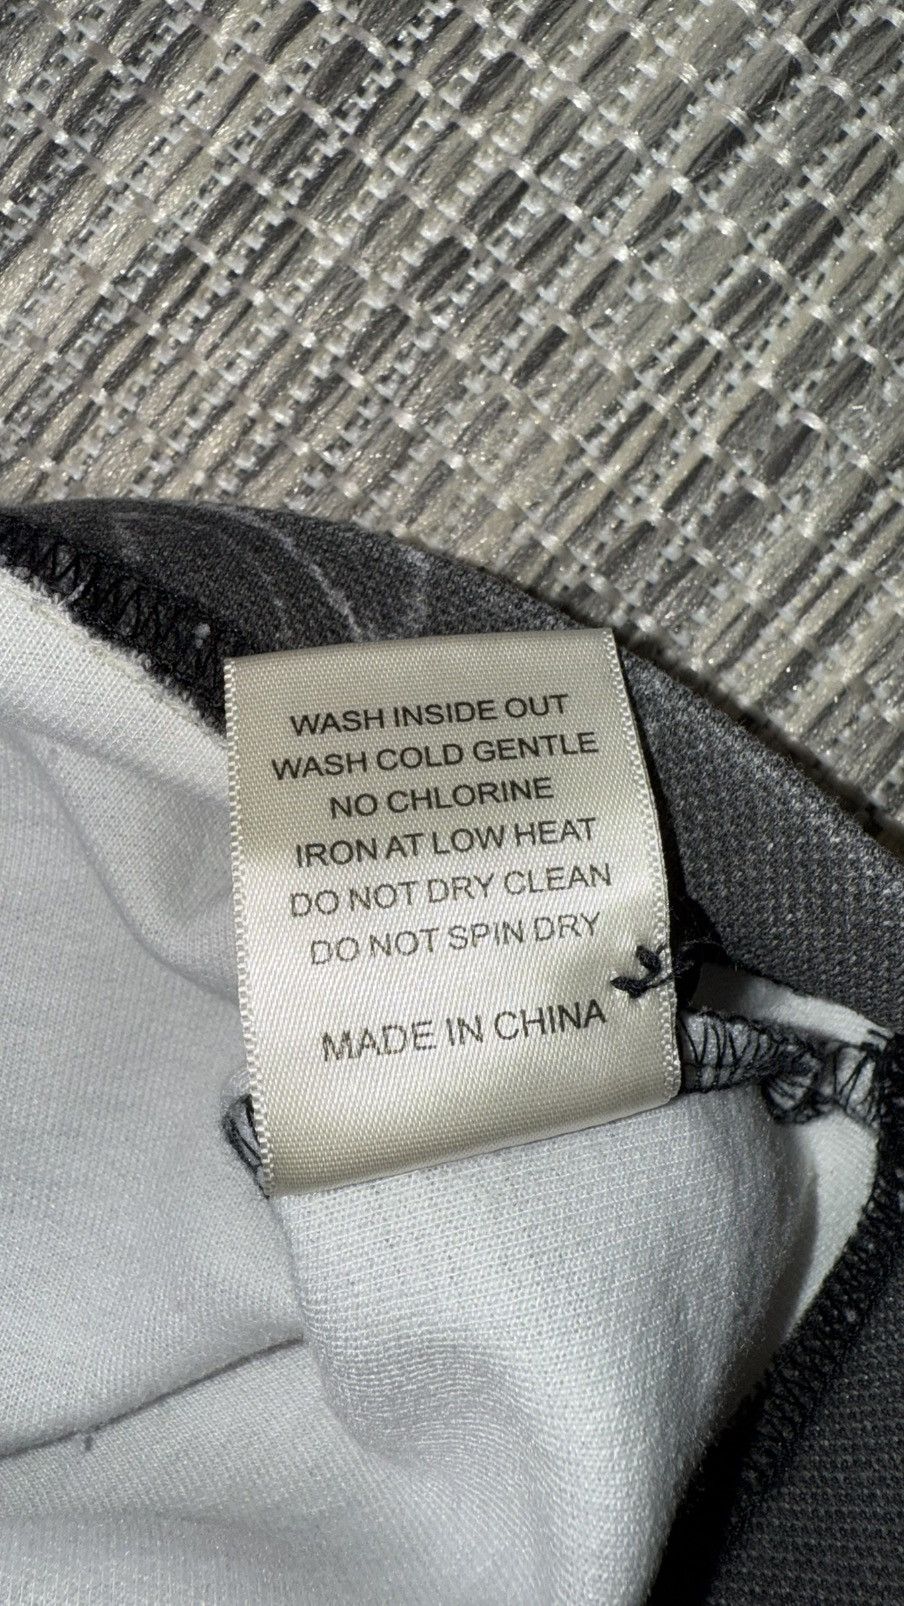 WASH INSIDE OUT
WASH COLD GENTLE
NO CHLORINE
IRON AT LOW HEAT
DO NOT DRY CLEAN
DO NOT SPIN DRY
MADE IN CHINA